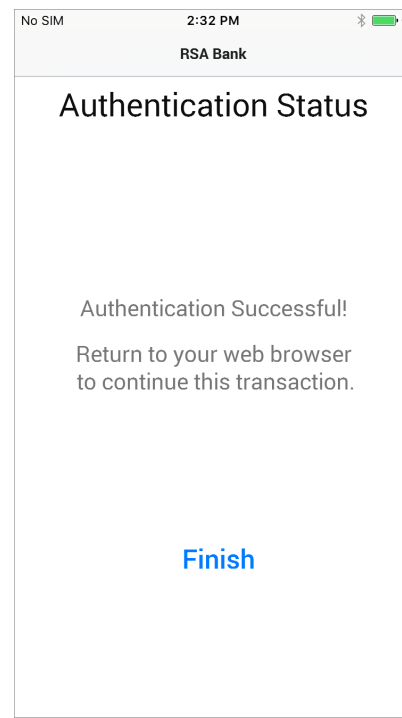 No SIM 2:32 PM
RSA Bank
Authentication Status
Authentication Successful!
Return to your web browser
to continue this transaction.
Finish